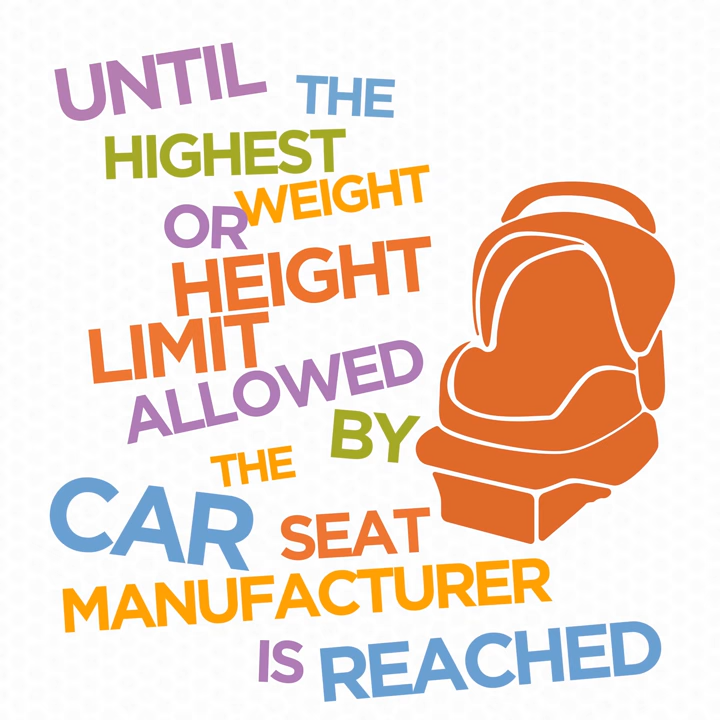 UNTIL THE
HIGHEST
WEIGHT
OR
HEIGHT
LIMIT
ALLOWED
BY
THE
CAR SEAT
MANUFACTURER
IS REACHED